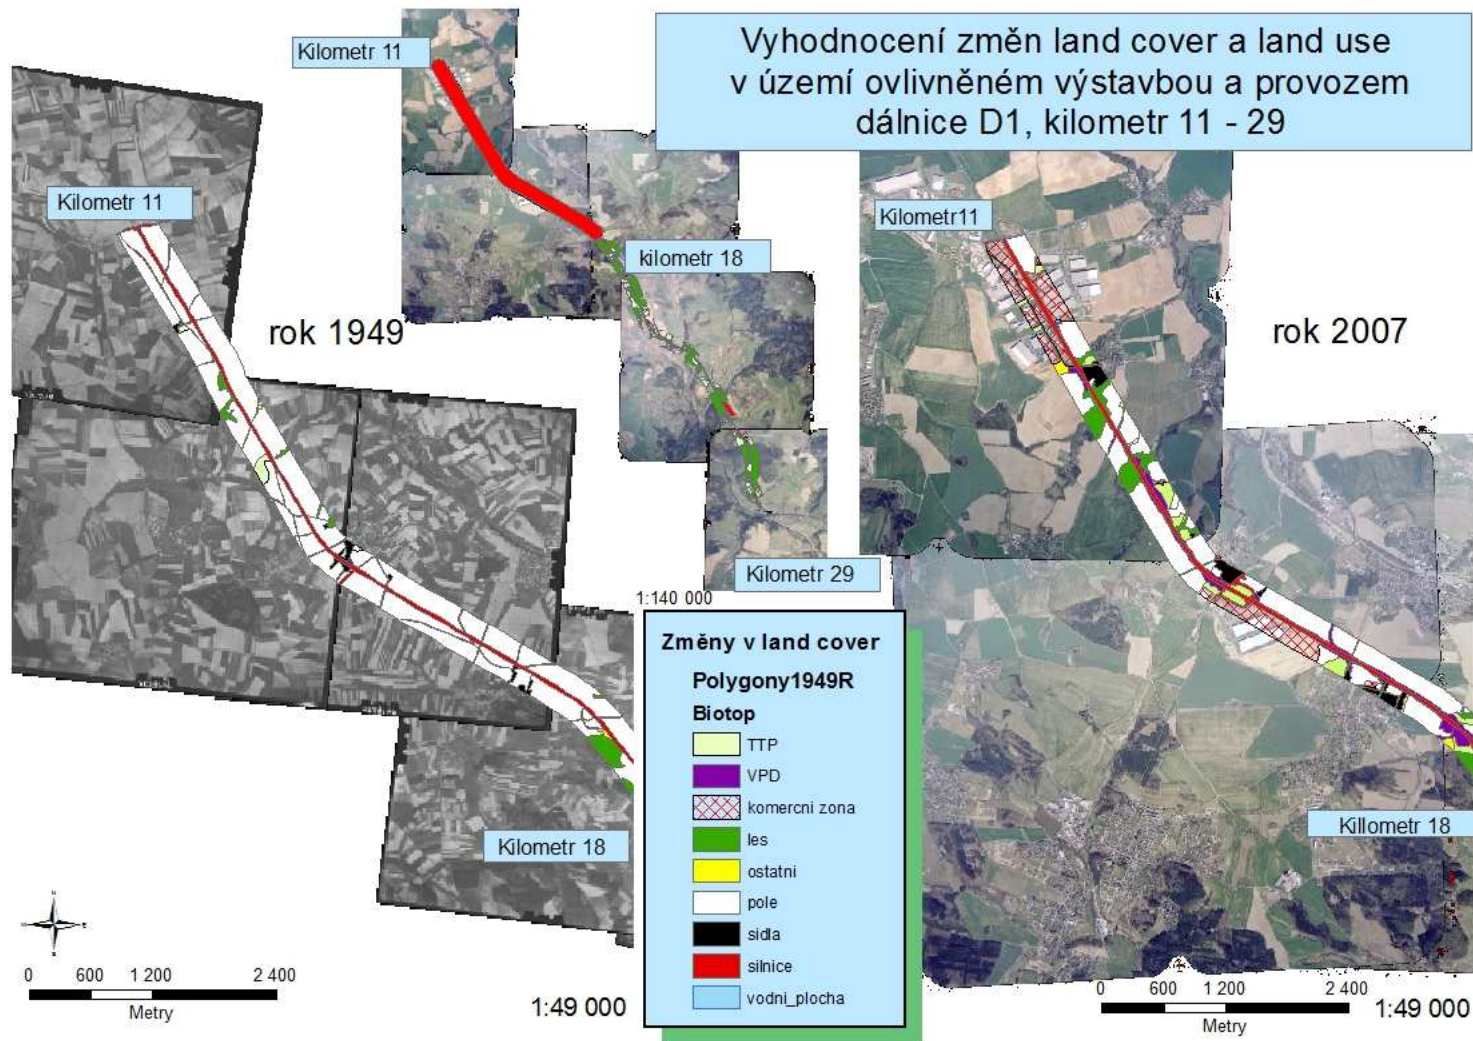 Vyhodnocení změn land cover a land use
v území ovlivněném výstavbou a provozem
dálnice D1, kilometr 11 - 29
Kilometr 11
kilometr 18
Kilometr 29
1:140 000
rok 1949
Kilometr 11
Kilometr 18
0 600 1 200 2 400
Metry
1:49 000
Změny v land cover
Polygony1949R
Biotop
TTP
VPD
komercni zona
les
ostatni
pole
sidla
silnice
vodni_plocha
rok 2007
Kilometr11
Killometr 18
0 600 1 200 2 400
Metry
1:49 000